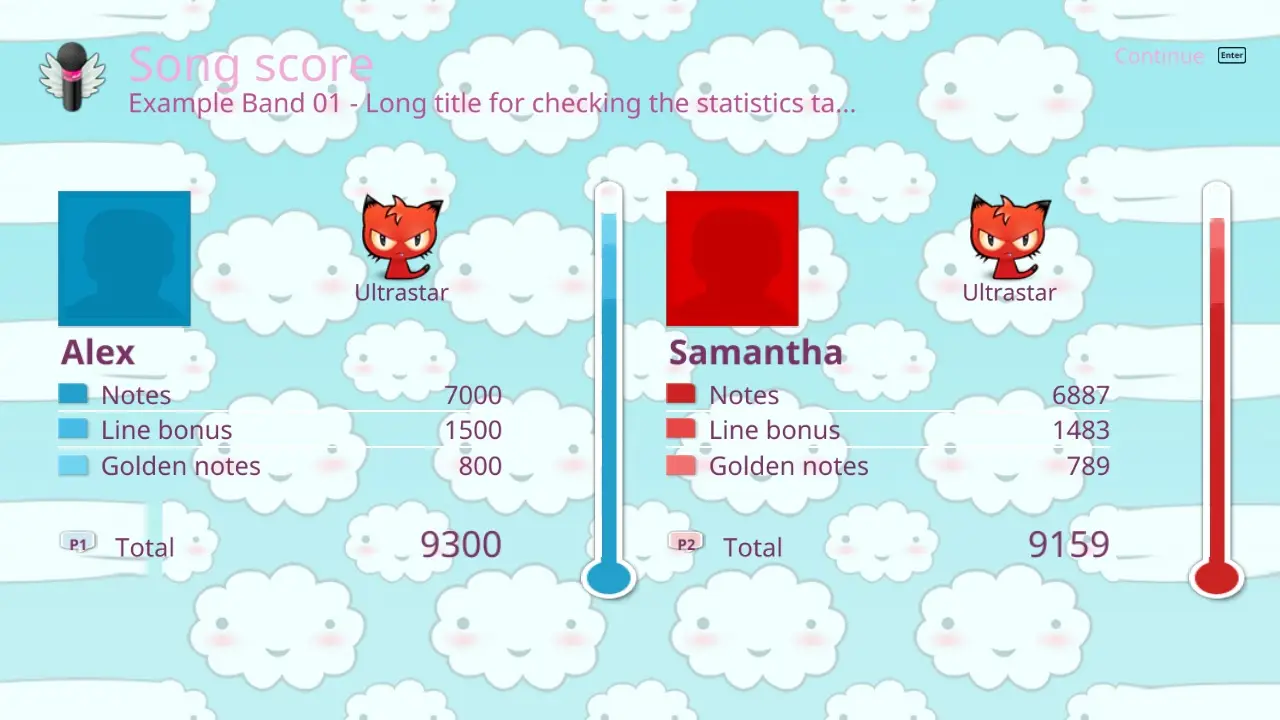 Song score
Continue Enter
Example Band 01 - Long title for checking the statistics ta...
Ultrastar
Alex
Notes 7000
Line bonus 1500
Golden notes 800
P1 Total 9300
Ultrastar
Samantha
Notes 6887
Line bonus 1483
Golden notes 789
P2 Total 9159